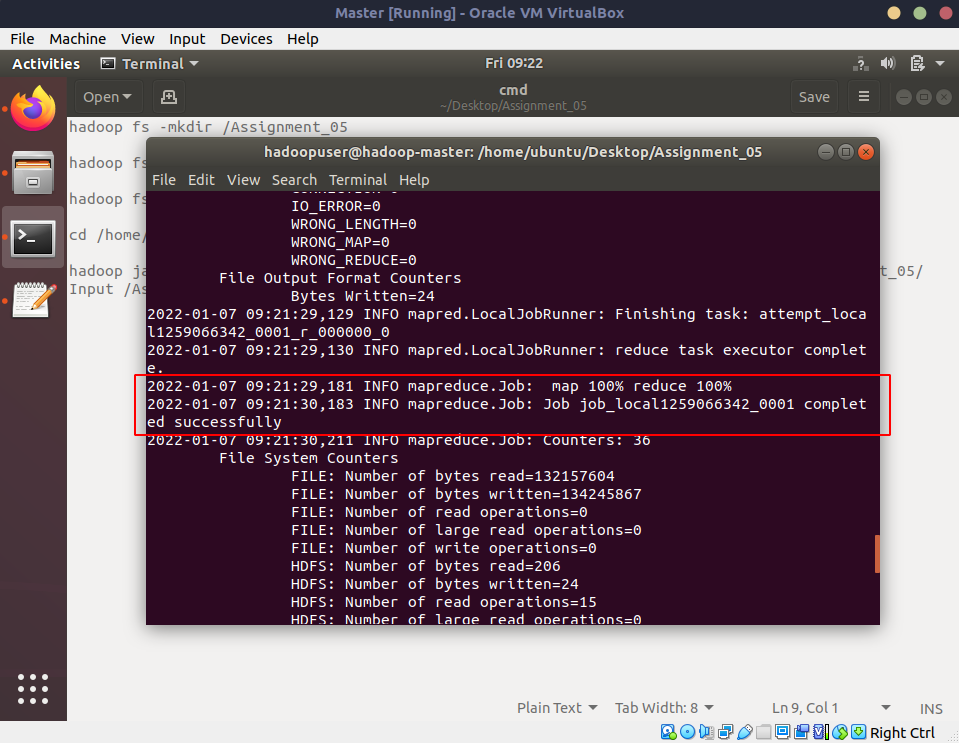 Master [Running] - Oracle VM VirtualBox
File Machine View Input Devices Help
Activities Terminal Fri 09:22
Open cmd Save
~/Desktop/Assignment_05
hadoop fs -mkdir /Assignment_05
hadoop fs
hadoop fs
cd /home/
hadoop ja t_05/
Input /As
hadoopuser@hadoop-master: /home/ubuntu/Desktop/Assignment_05
File Edit View Search Terminal Help
IO_ERROR=0
WRONG_LENGTH=0
WRONG_MAP=0
WRONG_REDUCE=0
File Output Format Counters
Bytes Written=24
2022-01-07 09:21:29,129 INFO mapred.LocalJobRunner: Finishing task: attempt_loca
l1259066342_0001_r_000000_0
2022-01-07 09:21:29,130 INFO mapred.LocalJobRunner: reduce task executor complet
e.
2022-01-07 09:21:29,181 INFO mapreduce.Job:  map 100% reduce 100%
2022-01-07 09:21:30,183 INFO mapreduce.Job: Job job_local1259066342_0001 complet
ed successfully
2022-01-07 09:21:30,211 INFO mapreduce.Job: Counters: 36
File System Counters
FILE: Number of bytes read=132157604
FILE: Number of bytes written=134245867
FILE: Number of read operations=0
FILE: Number of large read operations=0
FILE: Number of write operations=0
HDFS: Number of bytes read=206
HDFS: Number of bytes written=24
HDFS: Number of read operations=15
HDFS: Number of large read operations=0
Plain Text Tab Width: 8 Ln 9, Col 1 INS
Right Ctrl